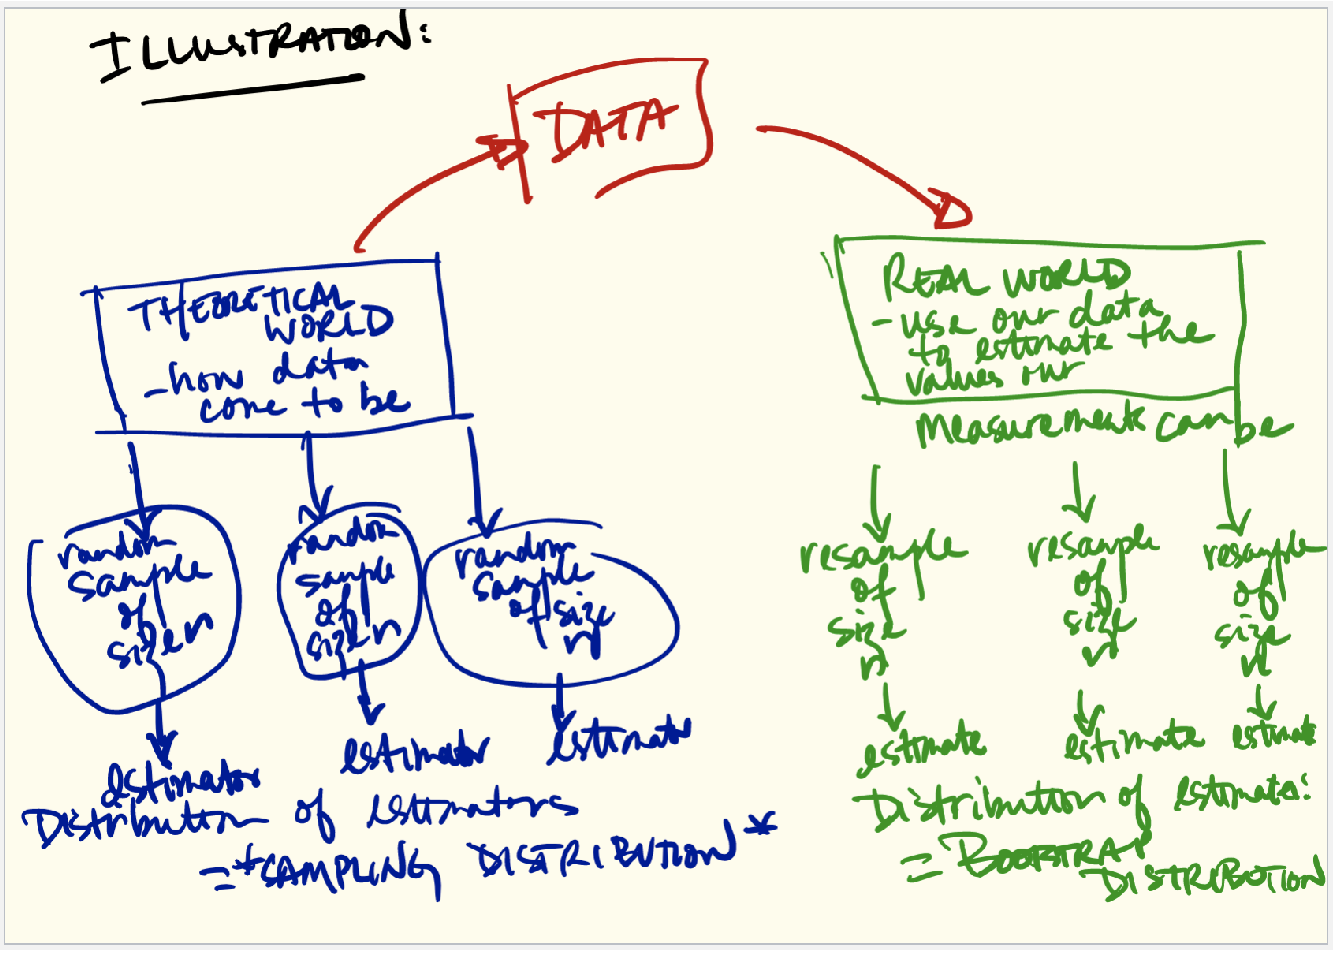 ILLUSTRATION:
DATA
THEORETICAL
WORLD
- how data
come to be
random
sample
of
size n
random
sample
of
size n
random
sample
of size
n
estimator
estimator
estimator
Distribution of estimators
= *SAMPLING DISTRIBUTION*
REAL WORLD
- use our data
to estimate the
values our
measurements can be
resample
of
size
n
resample
of
size
n
resample
of
size
n
estimate
estimate
estimate
Distribution of estimate:
= BOOTSTRAP
DISTRIBUTION